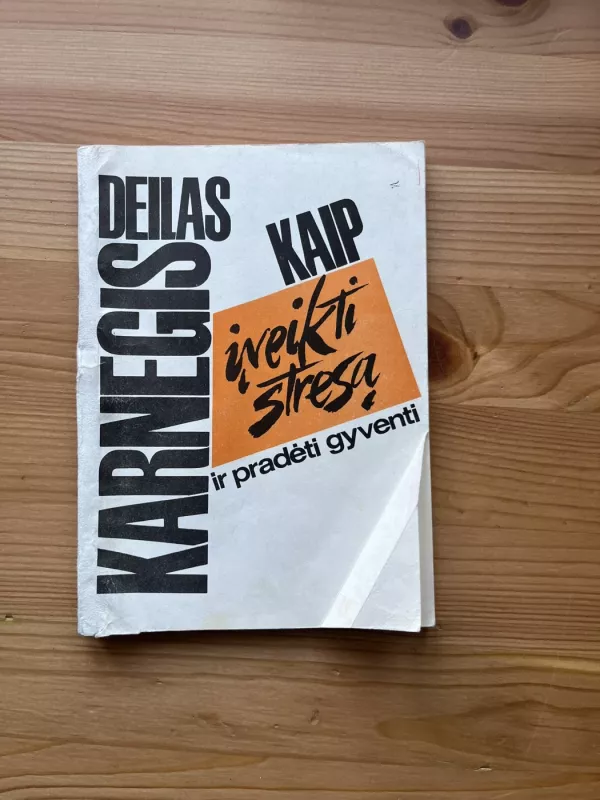 DEILAS
KARNEGIS
KAIP
įveikti
stresą
ir pradėti gyventi